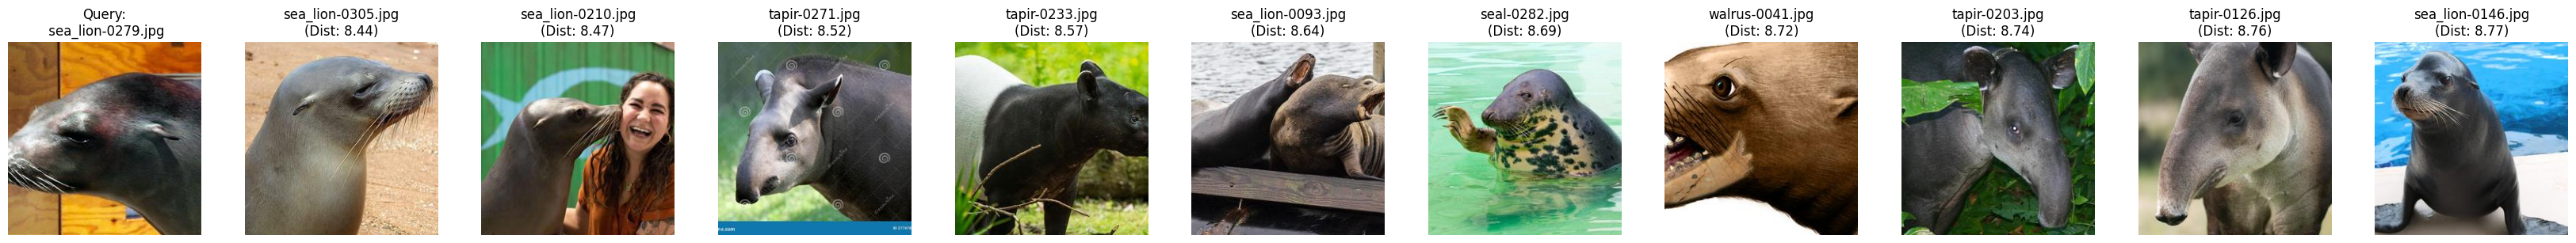 Query:
sea_lion-0279.jpg
sea_lion-0305.jpg
(Dist: 8.44)
sea_lion-0210.jpg
(Dist: 8.47)
tapir-0271.jpg
(Dist: 8.52)
tapir-0233.jpg
(Dist: 8.57)
sea_lion-0093.jpg
(Dist: 8.64)
seal-0282.jpg
(Dist: 8.69)
walrus-0041.jpg
(Dist: 8.72)
tapir-0203.jpg
(Dist: 8.74)
tapir-0126.jpg
(Dist: 8.76)
sea_lion-0146.jpg
(Dist: 8.77)